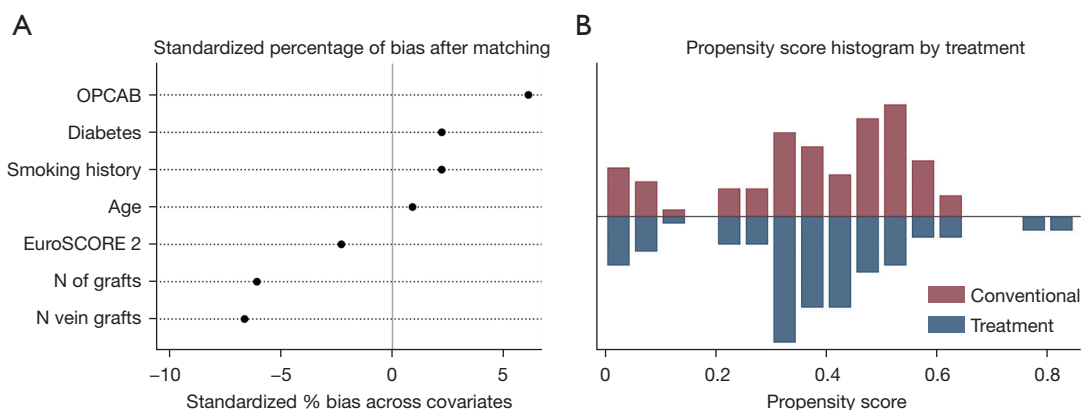 A
Standardized percentage of bias after matching
OPCAB
Diabetes
Smoking history
Age
EuroSCORE 2
N of grafts
N vein grafts
−10
−5
0
5
Standardized % bias across covariates
B
Propensity score histogram by treatment
Conventional
Treatment
0
0.2
0.4
0.6
0.8
Propensity score